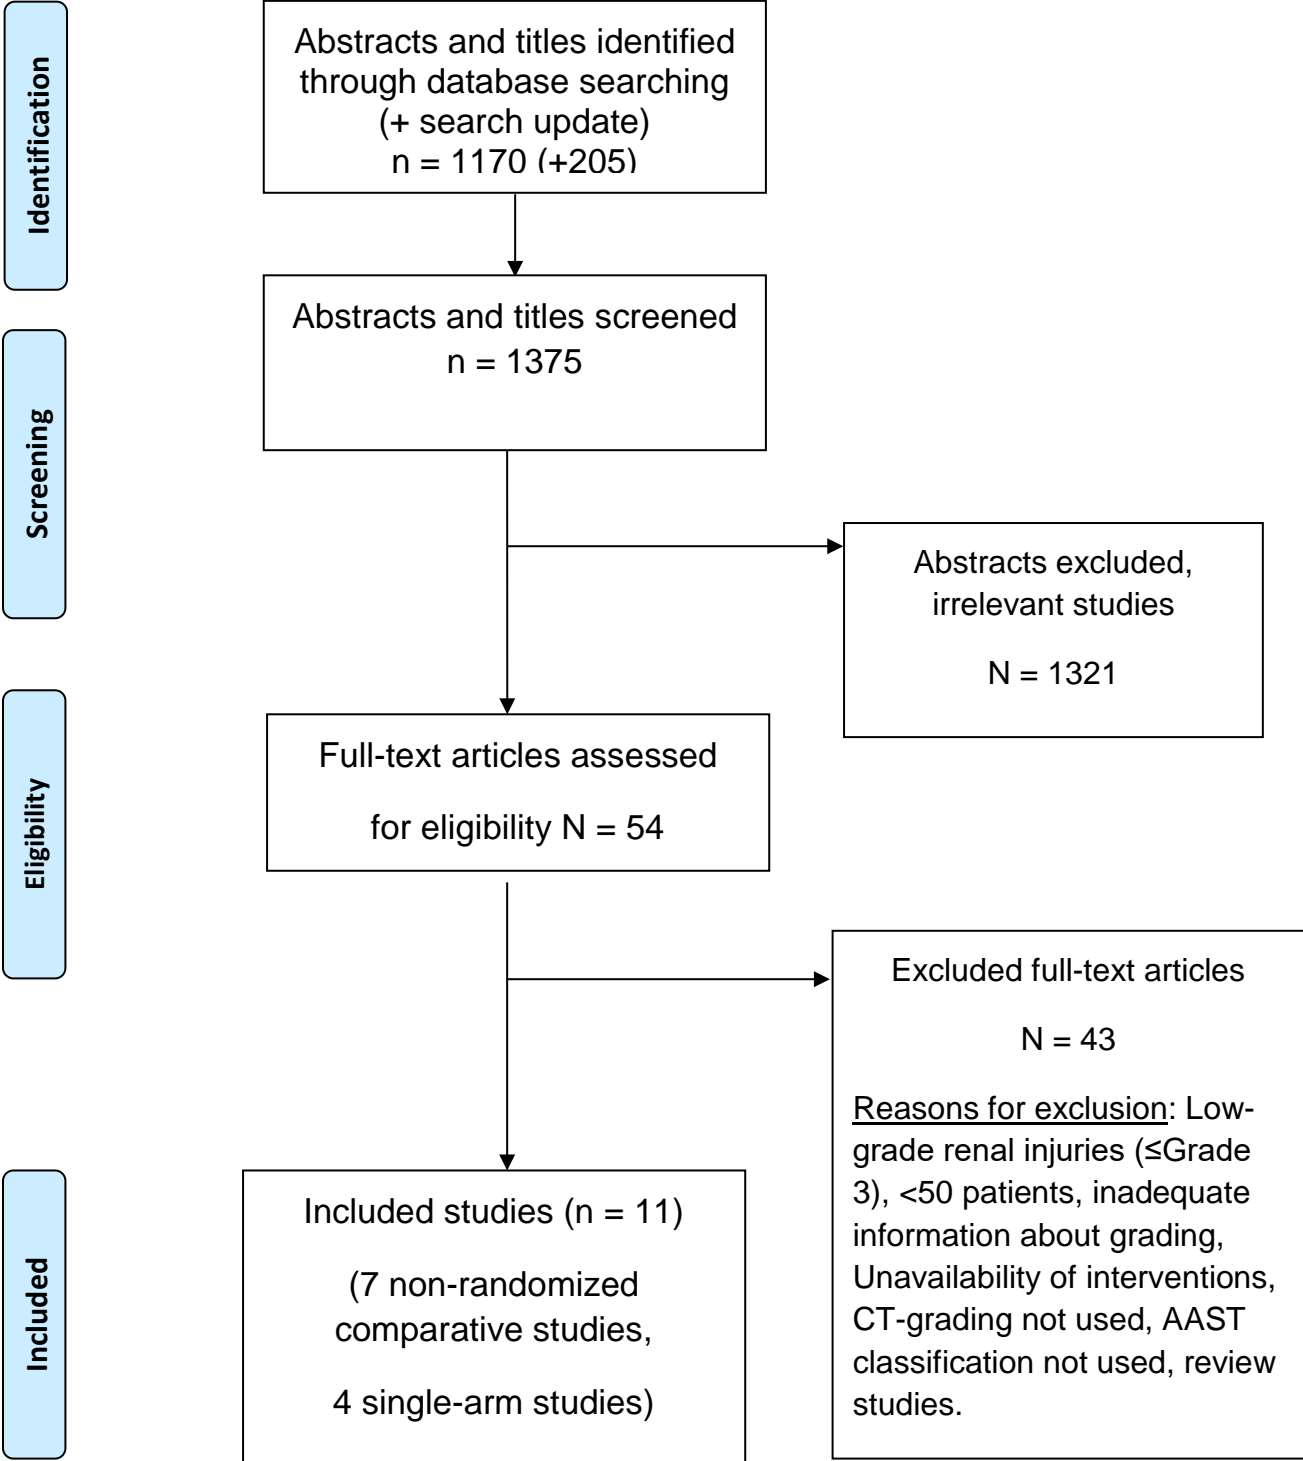 Identification
Abstracts and titles identified
through database searching
(+ search update)
n = 1170 (+205)
Abstracts and titles screened
n = 1375
Screening
Abstracts excluded,
irrelevant studies
N = 1321
Eligibility
Full-text articles assessed
for eligibility N = 54
Excluded full-text articles
N = 43
Reasons for exclusion: Low-
grade renal injuries (≤Grade
3), <50 patients, inadequate
information about grading,
Unavailability of interventions,
CT-grading not used, AAST
classification not used, review
studies.
Included
Included studies (n = 11)
(7 non-randomized
comparative studies,
4 single-arm studies)